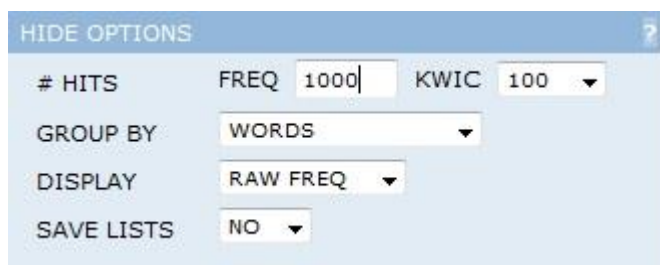 HIDE OPTIONS ?
# HITS FREQ 1000 KWIC 100
GROUP BY WORDS
DISPLAY RAW FREQ
SAVE LISTS NO